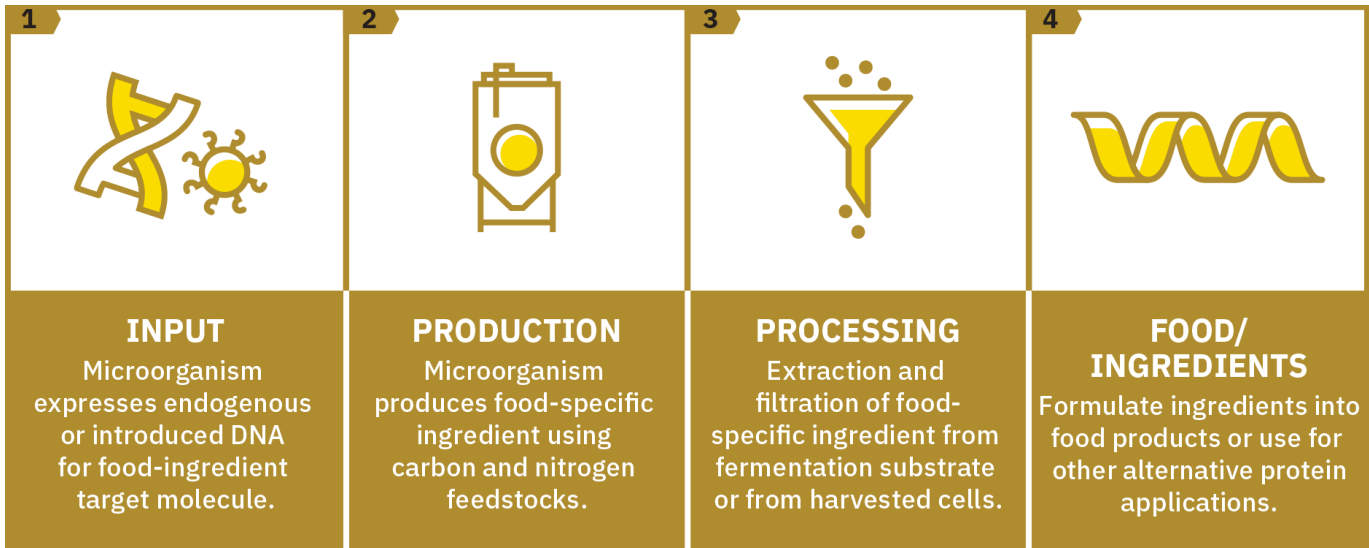 1
INPUT
Microorganism
expresses endogenous
or introduced DNA
for food-ingredient
target molecule.
2
PRODUCTION
Microorganism
produces food-specific
ingredient using
carbon and nitrogen
feedstocks.
3
PROCESSING
Extraction and
filtration of food-
specific ingredient from
fermentation substrate
or from harvested cells.
4
FOOD/
INGREDIENTS
Formulate ingredients into
food products or use for
other alternative protein
applications.